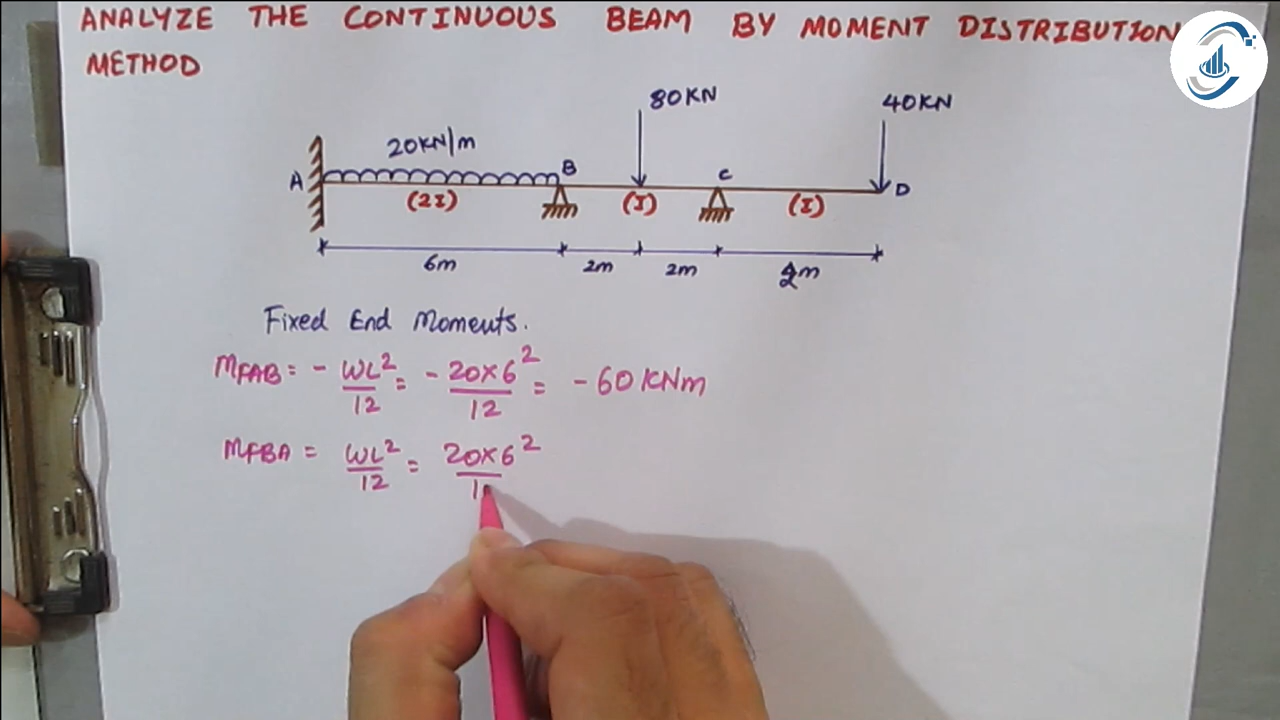 ANALYZE THE CONTINUOUS BEAM BY MOMENT DISTRIBUTION
METHOD
80KN
40KN
20KN/m
A
B
C
D
(2I)
(I)
(I)
6m
2m
2m
2m
Fixed End Moments.
MFAB = - WL² / 12 = - 20×6² / 12 = - 60 KNm
MFBA = WL² / 12 = 20×6² / 1